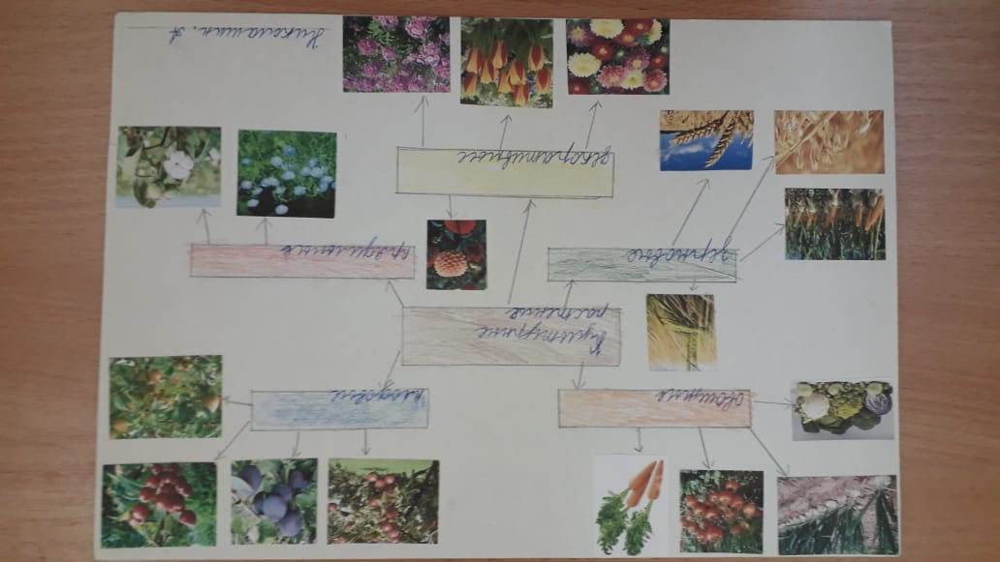 овощные
плодовые
Культурные
растения
зерновые
прядильные
декоративные